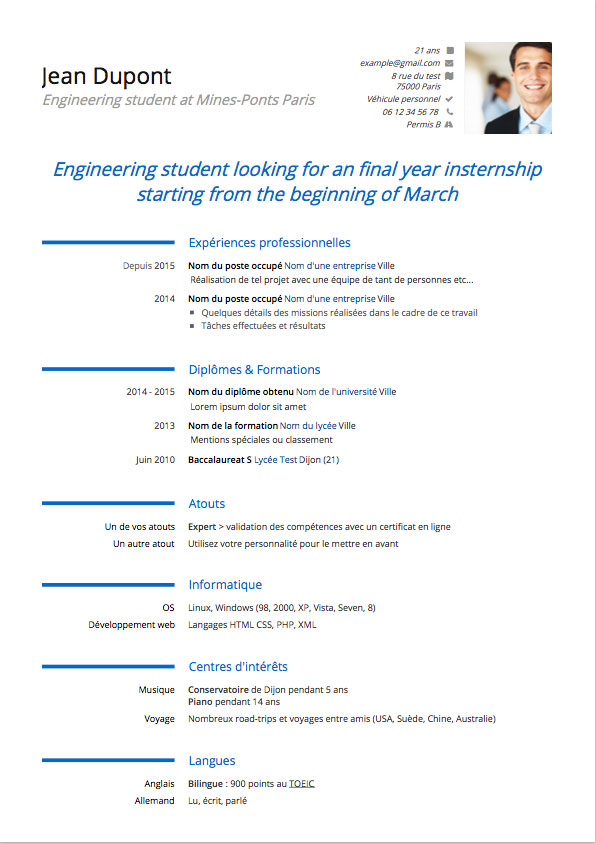 Jean Dupont
Engineering student at Mines-Ponts Paris
21 ans
example@gmail.com
8 rue du test
75000 Paris
Véhicule personnel
06 12 34 56 78
Permis B
Engineering student looking for an final year insternship
starting from the beginning of March
Expériences professionnelles
Depuis 2015 Nom du poste occupé Nom d'une entreprise Ville
Réalisation de tel projet avec une équipe de tant de personnes etc...
2014 Nom du poste occupé Nom d'une entreprise Ville
Quelques détails des missions réalisées dans le cadre de ce travail
Tâches effectuées et résultats
Diplômes & Formations
2014 - 2015 Nom du diplôme obtenu Nom de l'université Ville
Lorem ipsum dolor sit amet
2013 Nom de la formation Nom du lycée Ville
Mentions spéciales ou classement
Juin 2010 Baccalaureat S Lycée Test Dijon (21)
Atouts
Un de vos atouts Expert > validation des compétences avec un certificat en ligne
Un autre atout Utilisez votre personnalité pour le mettre en avant
Informatique
OS Linux, Windows (98, 2000, XP, Vista, Seven, 8)
Développement web Langages HTML CSS, PHP, XML
Centres d'intérêts
Musique Conservatoire de Dijon pendant 5 ans
Piano pendant 14 ans
Voyage Nombreux road-trips et voyages entre amis (USA, Suède, Chine, Australie)
Langues
Anglais Bilingue : 900 points au TOEIC
Allemand Lu, écrit, parlé